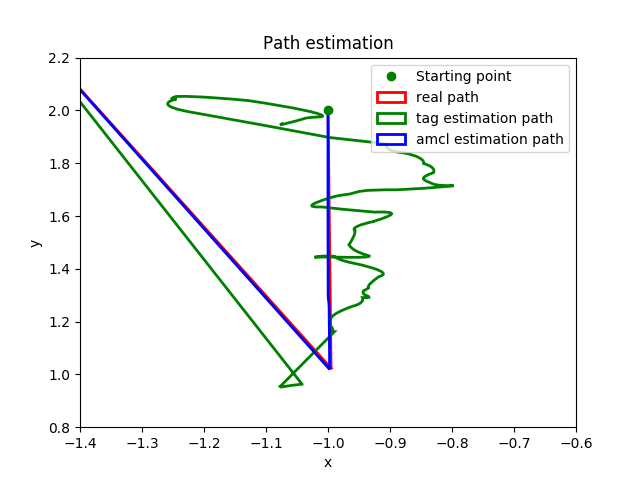 Path estimation
Starting point
real path
tag estimation path
amcl estimation path
y
2.2
2.0
1.8
1.6
1.4
1.2
1.0
0.8
−1.4 −1.3 −1.2 −1.1 −1.0 −0.9 −0.8 −0.7 −0.6
x